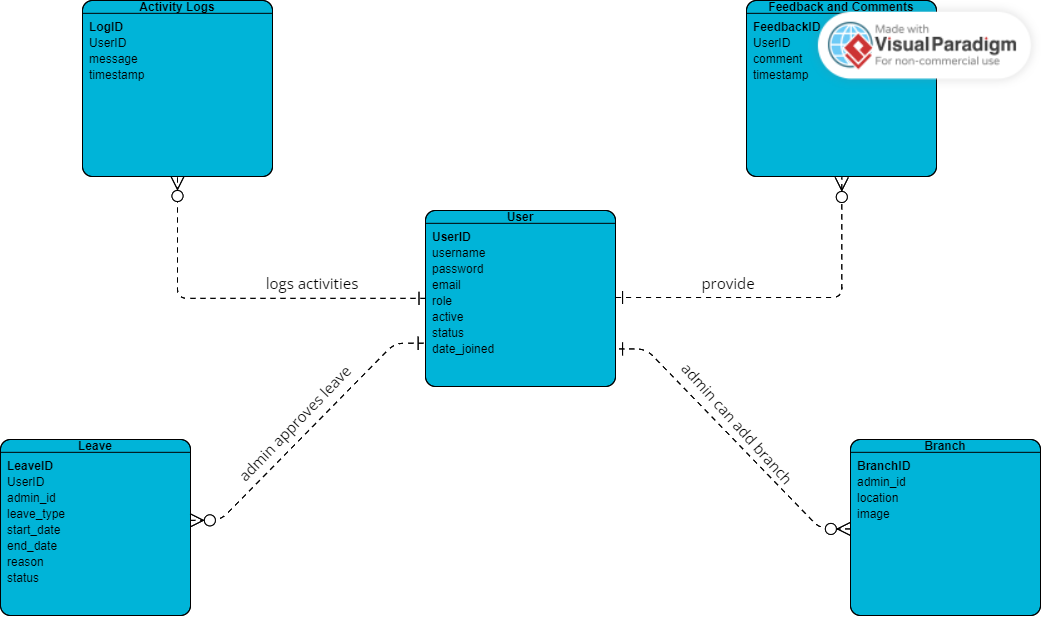 Activity Logs
LogID
UserID
message
timestamp
Feedback and Comments
FeedbackID
UserID
comment
timestamp
Made with
Visual Paradigm
For non-commercial use
User
UserID
username
password
email
role
active
status
date_joined
logs activities
provide
admin approves leave
admin can add branch
Leave
LeaveID
UserID
admin_id
leave_type
start_date
end_date
reason
status
Branch
BranchID
admin_id
location
image